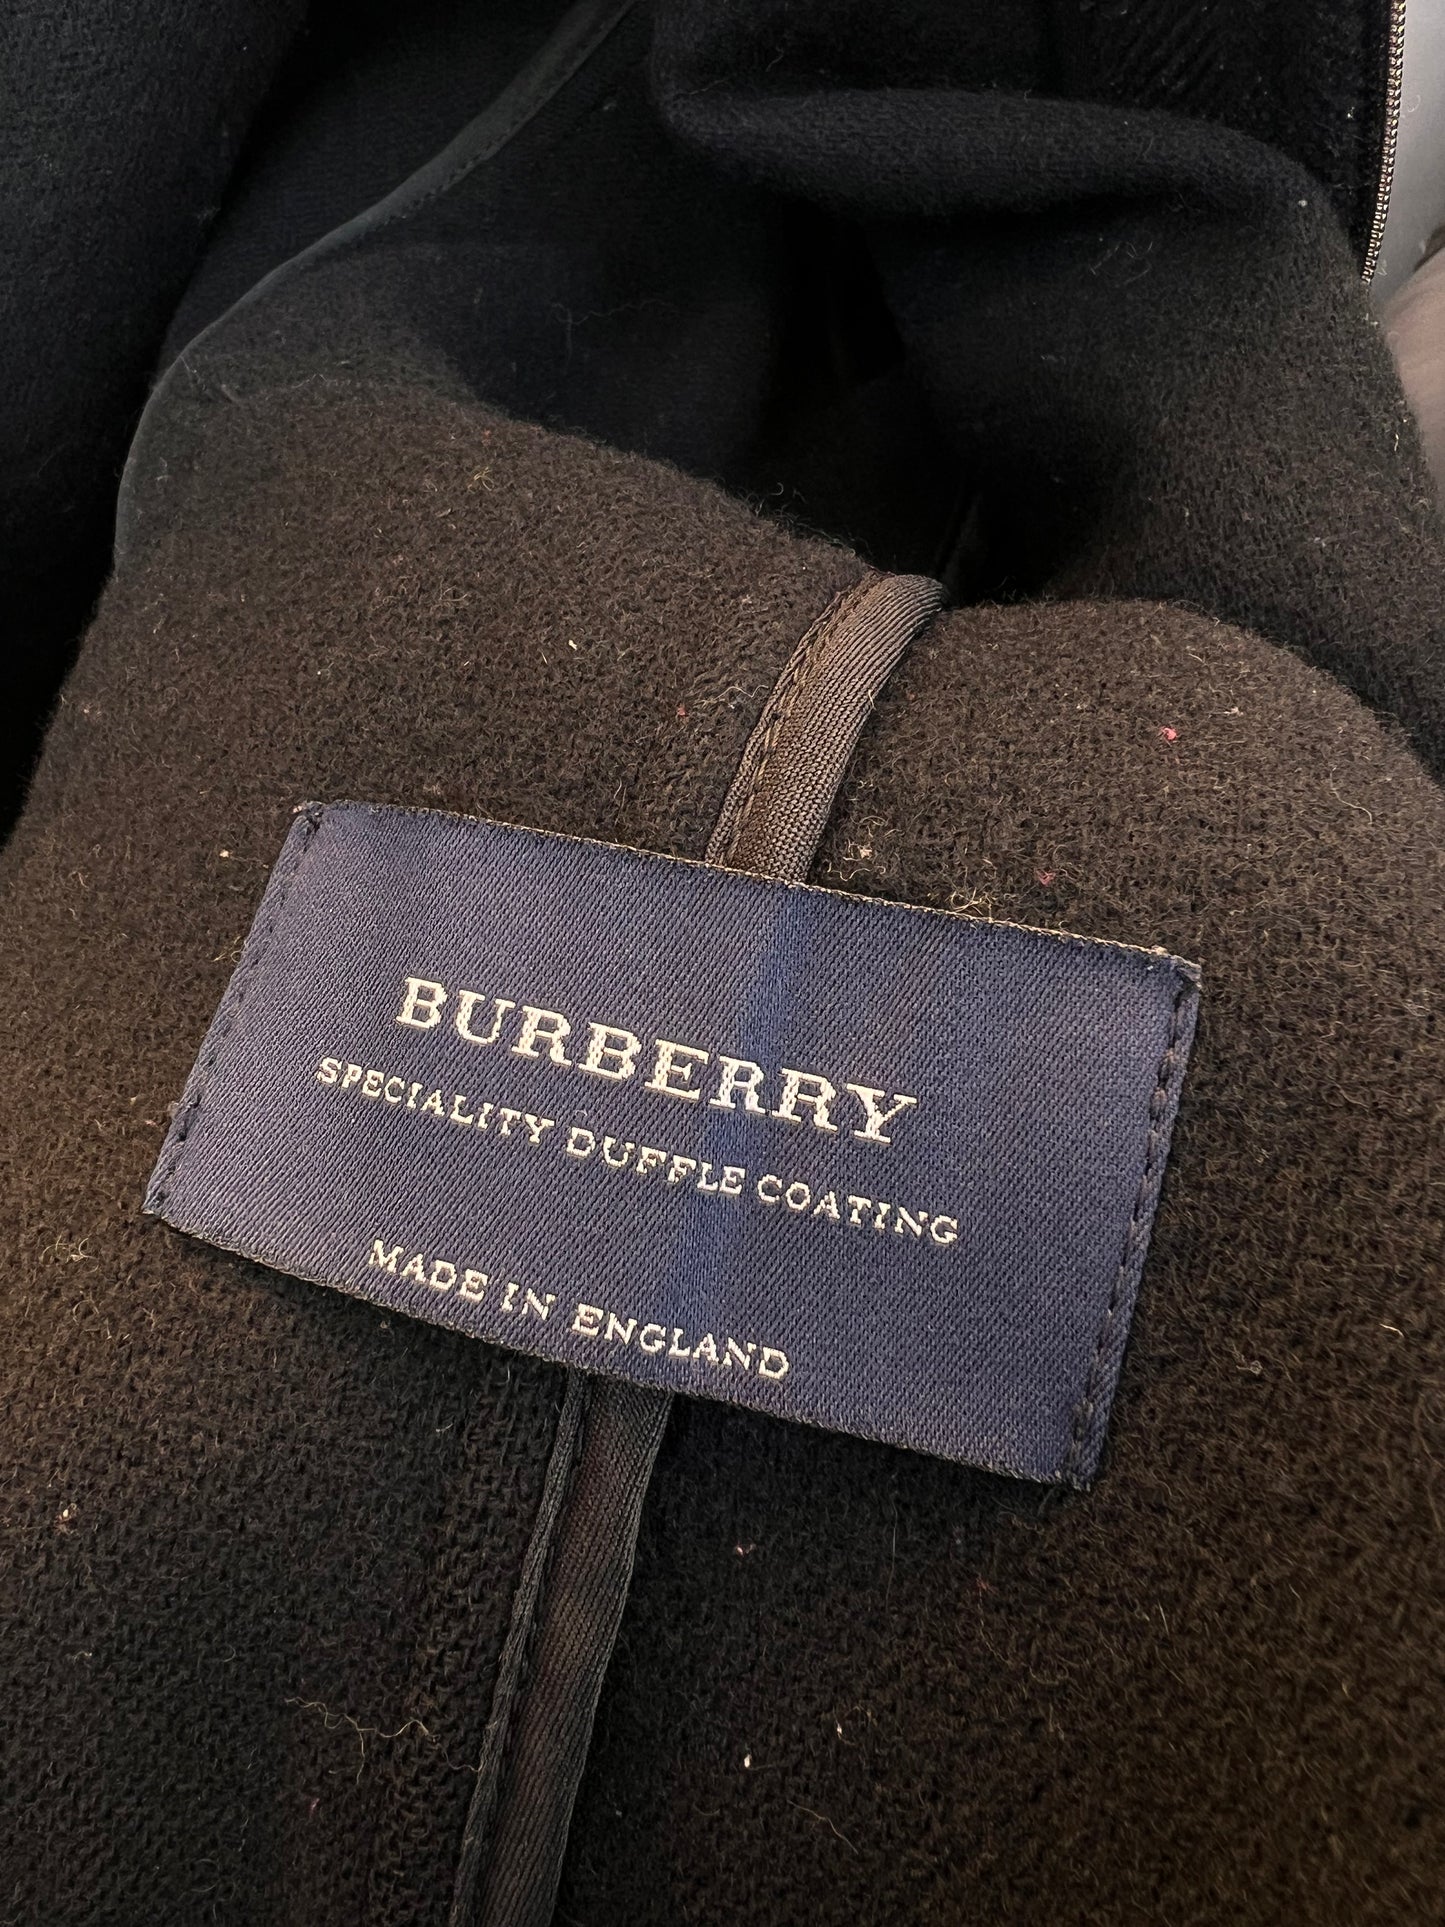 BURBERRY
SPECIALITY DUFFLE COATING
MADE IN ENGLAND